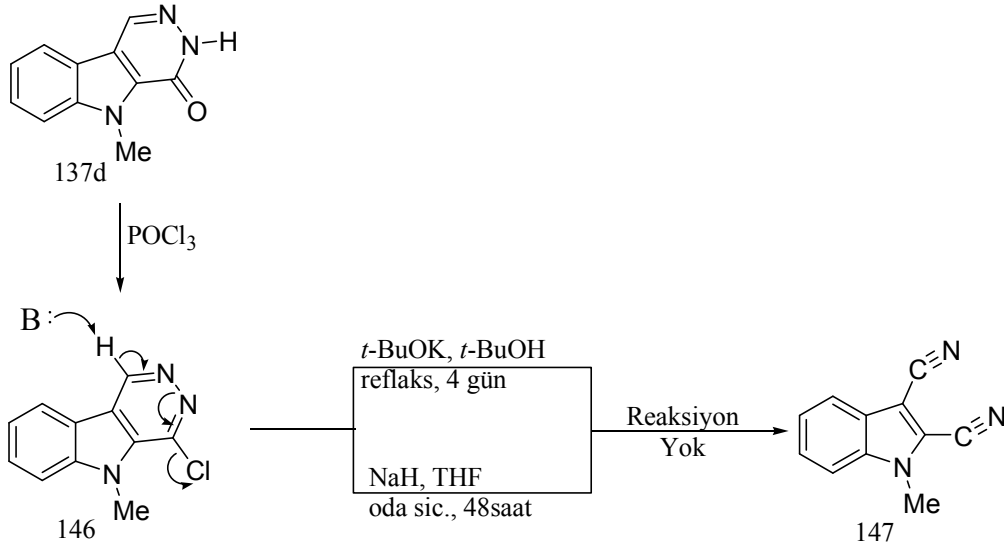 N
N
H
N
O
Me
137d
POCl3
B:
H
N
N
N
Cl
Me
146
t-BuOK, t-BuOH
reflaks, 4 gün
NaH, THF
oda sic., 48saat
Reaksiyon
Yok
C
N
C
N
N
Me
147